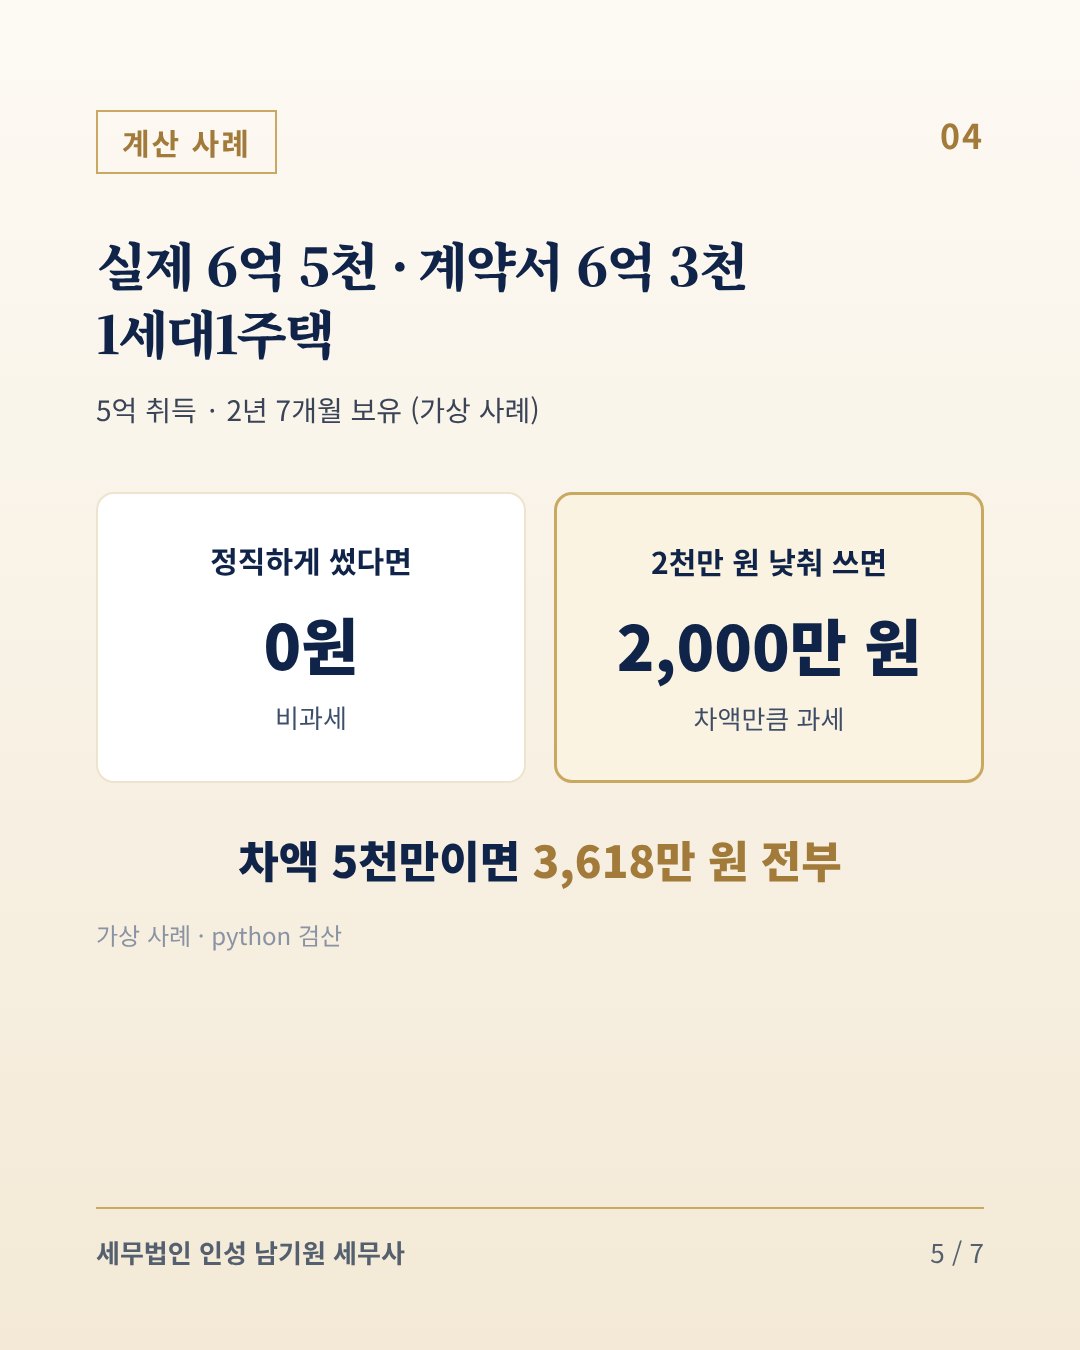 계산 사례
04
실제 6억 5천 · 계약서 6억 3천
1세대1주택
5억 취득 · 2년 7개월 보유 (가상 사례)
정직하게 썼다면
0원
비과세
2천만 원 낮춰 쓰면
2,000만 원
차액만큼 과세
차액 5천만이면 3,618만 원 전부
가상 사례 · python 검산
세무법인 인성 남기원 세무사
5 / 7